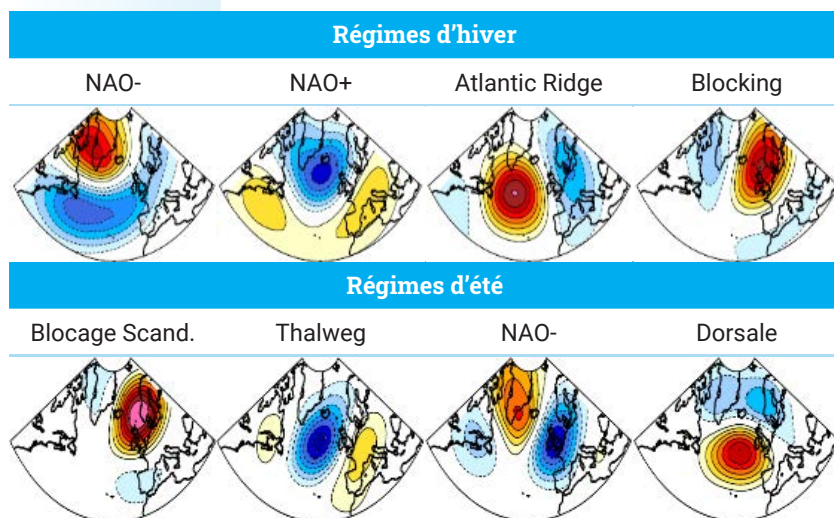 Régimes d’hiver
NAO- NAO+ Atlantic Ridge Blocking
Régimes d’été
Blocage Scand. Thalweg NAO- Dorsale